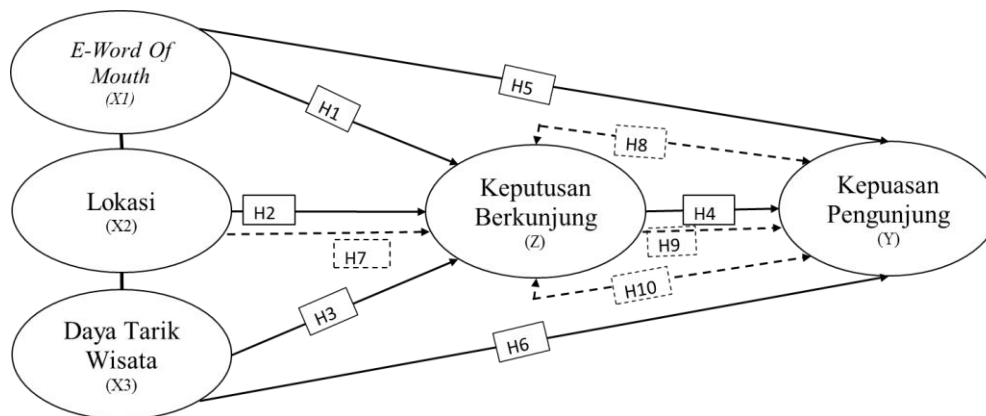 E-Word Of
Mouth
(X1)
H5
H1
H8
Lokasi
(X2)
H2
Keputusan
Berkunjung
(Z)
H4
Kepuasan
Pengunjung
(Y)
H7
H9
H10
H3
Daya Tarik
Wisata
(X3)
H6